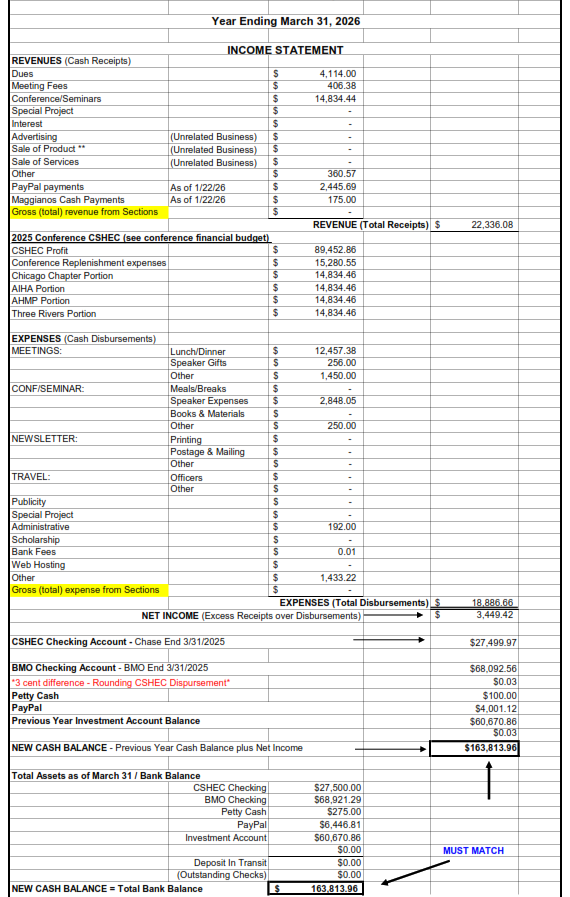 Year Ending March 31, 2026
INCOME STATEMENT
REVENUES (Cash Receipts)
Dues $ 4,114.00
Meeting Fees $ 406.38
Conference/Seminars $ 14,834.44
Special Project $ -
Interest $ -
Advertising (Unrelated Business) $ -
Sale of Product ** (Unrelated Business) $ -
Sale of Services (Unrelated Business) $ -
Other $ 360.57
PayPal payments As of 1/22/26 $ 2,445.69
Maggianos Cash Payments As of 1/22/26 $ 175.00
Gross (total) revenue from Sections $ -
REVENUE (Total Receipts) $ 22,336.08
2025 Conference CSHEC (see conference financial budget)
CSHEC Profit $ 89,452.86
Conference Replenishment expenses $ 15,280.55
Chicago Chapter Portion $ 14,834.46
AIHA Portion $ 14,834.46
AHMP Portion $ 14,834.46
Three Rivers Portion $ 14,834.46
EXPENSES (Cash Disbursements)
MEETINGS: Lunch/Dinner $ 12,457.38
Speaker Gifts $ 256.00
Other $ 1,450.00
CONF/SEMINAR: Meals/Breaks $ -
Speaker Expenses $ 2,848.05
Books & Materials $ -
Other $ 250.00
NEWSLETTER: Printing $ -
Postage & Mailing $ -
Other $ -
TRAVEL: Officers $ -
Other $ -
Publicity $ -
Special Project $ -
Administrative $ 192.00
Scholarship $ -
Bank Fees $ 0.01
Web Hosting $ -
Other $ 1,433.22
Gross (total) expense from Sections $ -
EXPENSES (Total Disbursements) $ 18,886.66
NET INCOME (Excess Receipts over Disbursements) $ 3,449.42
CSHEC Checking Account - Chase End 3/31/2025 $27,499.97
BMO Checking Account - BMO End 3/31/2025 $68,092.56
*3 cent difference - Rounding CSHEC Dispursement* $0.03
Petty Cash $100.00
PayPal $4,001.12
Previous Year Investment Account Balance $60,670.86
$0.03
NEW CASH BALANCE - Previous Year Cash Balance plus Net Income $163,813.96
Total Assets as of March 31 / Bank Balance
CSHEC Checking $27,500.00
BMO Checking $68,921.29
Petty Cash $275.00
PayPal $6,446.81
Investment Account $60,670.86
$0.00
MUST MATCH
Deposit In Transit $0.00
(Outstanding Checks) $0.00
NEW CASH BALANCE = Total Bank Balance $ 163,813.96